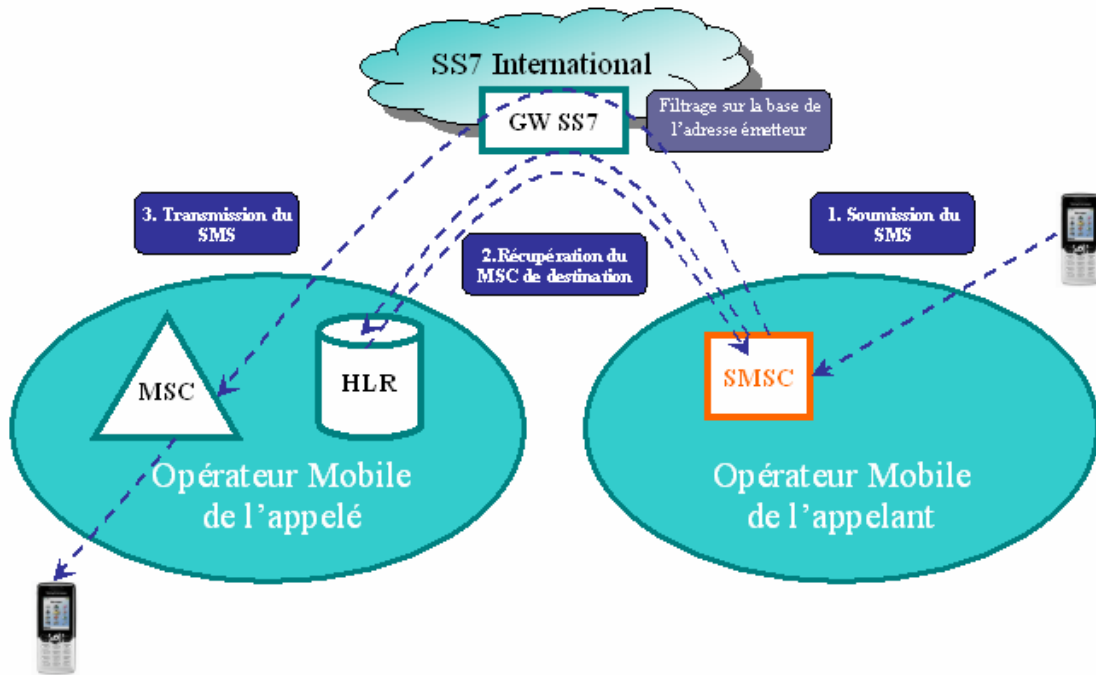 SS7 International
GW SS7
Filtrage sur la base de
l'adresse émetteur
3. Transmission du
SMS
2.Récupération du
MSC de destination
1. Soumission du
SMS
MSC
HLR
SMSC
Opérateur Mobile
de l'appelé
Opérateur Mobile
de l'appelant